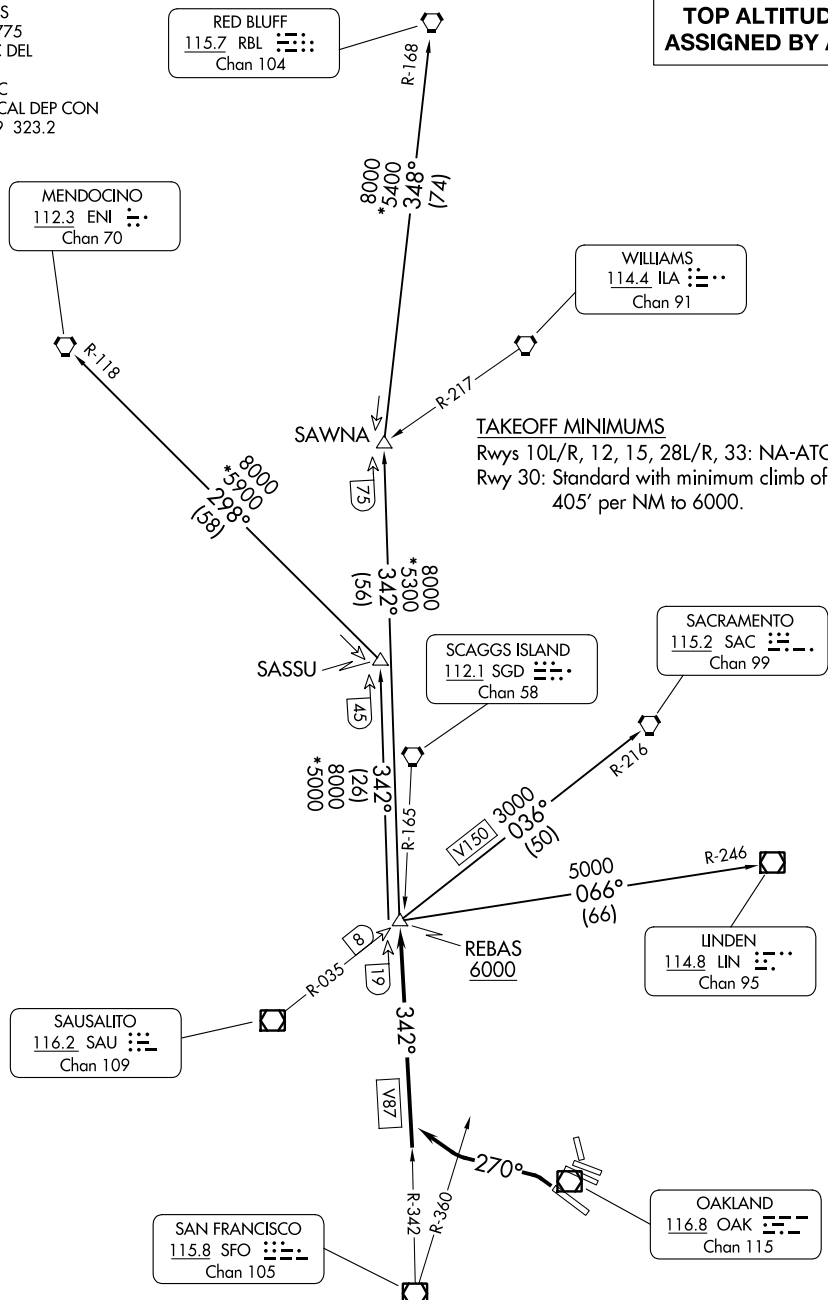 S
775
DEL
C
CAL DEP CON
323.2
RED BLUFF
115.7 RBL
Chan 104
TOP ALTITUD
ASSIGNED BY A
R-168
8000
*5400
348°
(74)
MENDOCINO
112.3 ENI
Chan 70
WILLIAMS
114.4 ILA
Chan 91
R-118
R-217
SAWNA
75
TAKEOFF MINIMUMS
Rwys 10L/R, 12, 15, 28L/R, 33: NA-ATC
Rwy 30: Standard with minimum climb of
405' per NM to 6000.
8000
*5900
298°
(58)
8000
*5300
342°
(56)
SASSU
45
SCAGGS ISLAND
112.1 SGD
Chan 58
SACRAMENTO
115.2 SAC
Chan 99
342°
(26)
8000
*5000
R-165
R-216
V150
3000
036°
(50)
5000
066°
(66)
R-246
REBAS
6000
8
19
R-035
LINDEN
114.8 LIN
Chan 95
SAUSALITO
116.2 SAU
Chan 109
342°
V87
270°
R-342
R-360
SAN FRANCISCO
115.8 SFO
Chan 105
OAKLAND
116.8 OAK
Chan 115